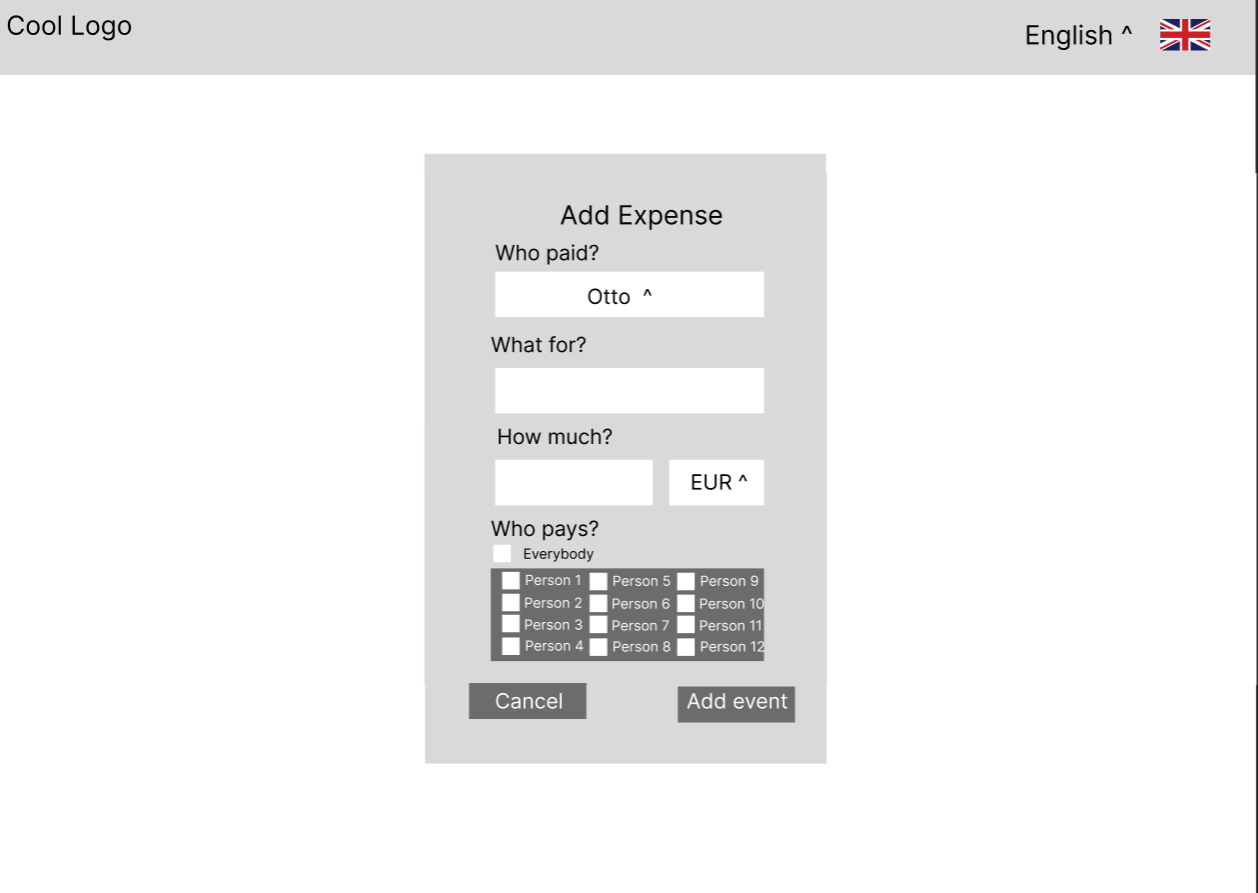 Cool Logo
English ^
Add Expense
Who paid?
Otto ^
What for?
How much?
EUR ^
Who pays?
Everybody
Person 1 Person 5 Person 9
Person 2 Person 6 Person 10
Person 3 Person 7 Person 11
Person 4 Person 8 Person 12
Cancel Add event